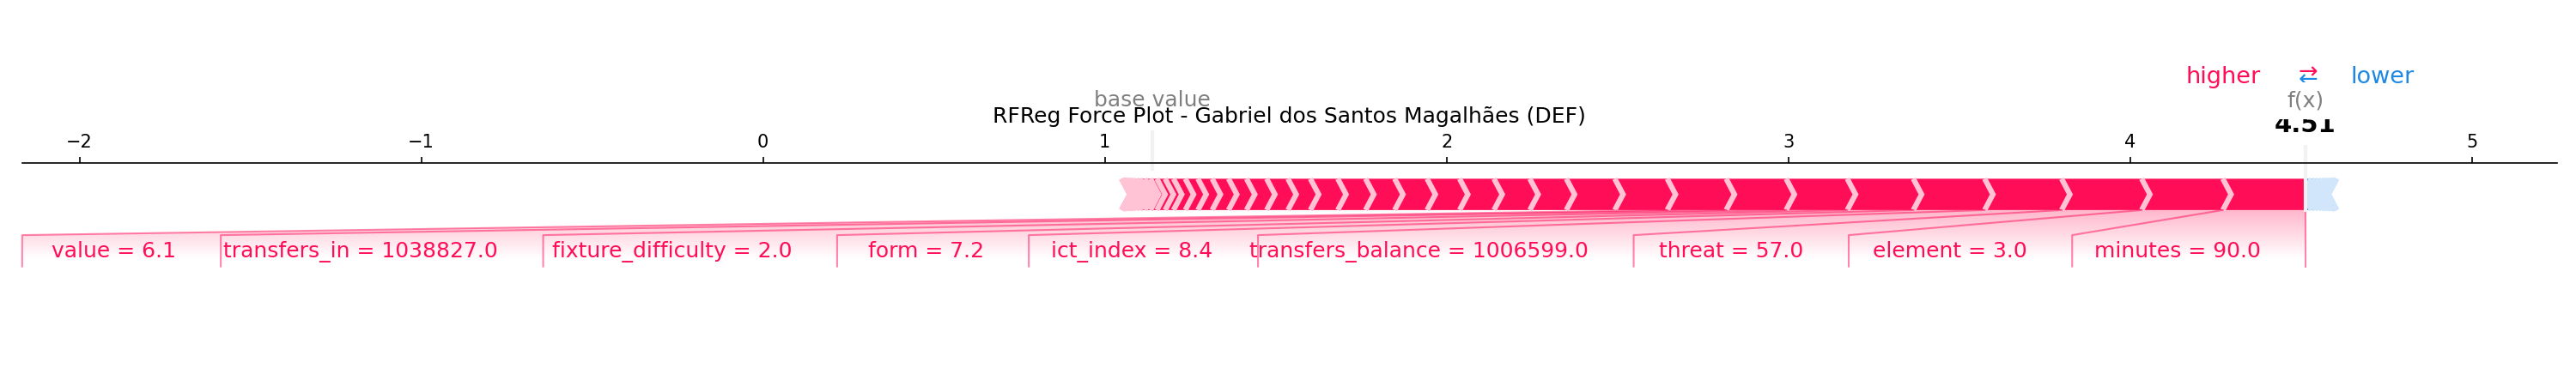 higher ⇄ lower
base value
f(x)
RFReg Force Plot - Gabriel dos Santos Magalhães (DEF)
4.51
−2 −1 0 1 2 3 4 5
value = 6.1 transfers_in = 1038827.0 fixture_difficulty = 2.0 form = 7.2 ict_index = 8.4 transfers_balance = 1006599.0 threat = 57.0 element = 3.0 minutes = 90.0